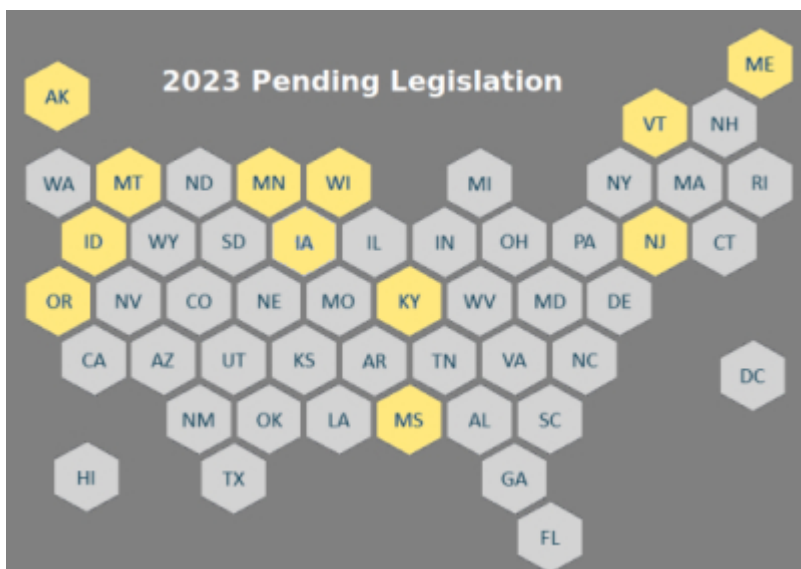 ME
2023 Pending Legislation
AK
VT NH
WA MT ND MN WI MI NY MA RI
ID WY SD IA IL IN OH PA NJ CT
OR NV CO NE MO KY WV MD DE
CA AZ UT KS AR TN VA NC
DC
NM OK LA MS AL SC
HI TX GA
FL